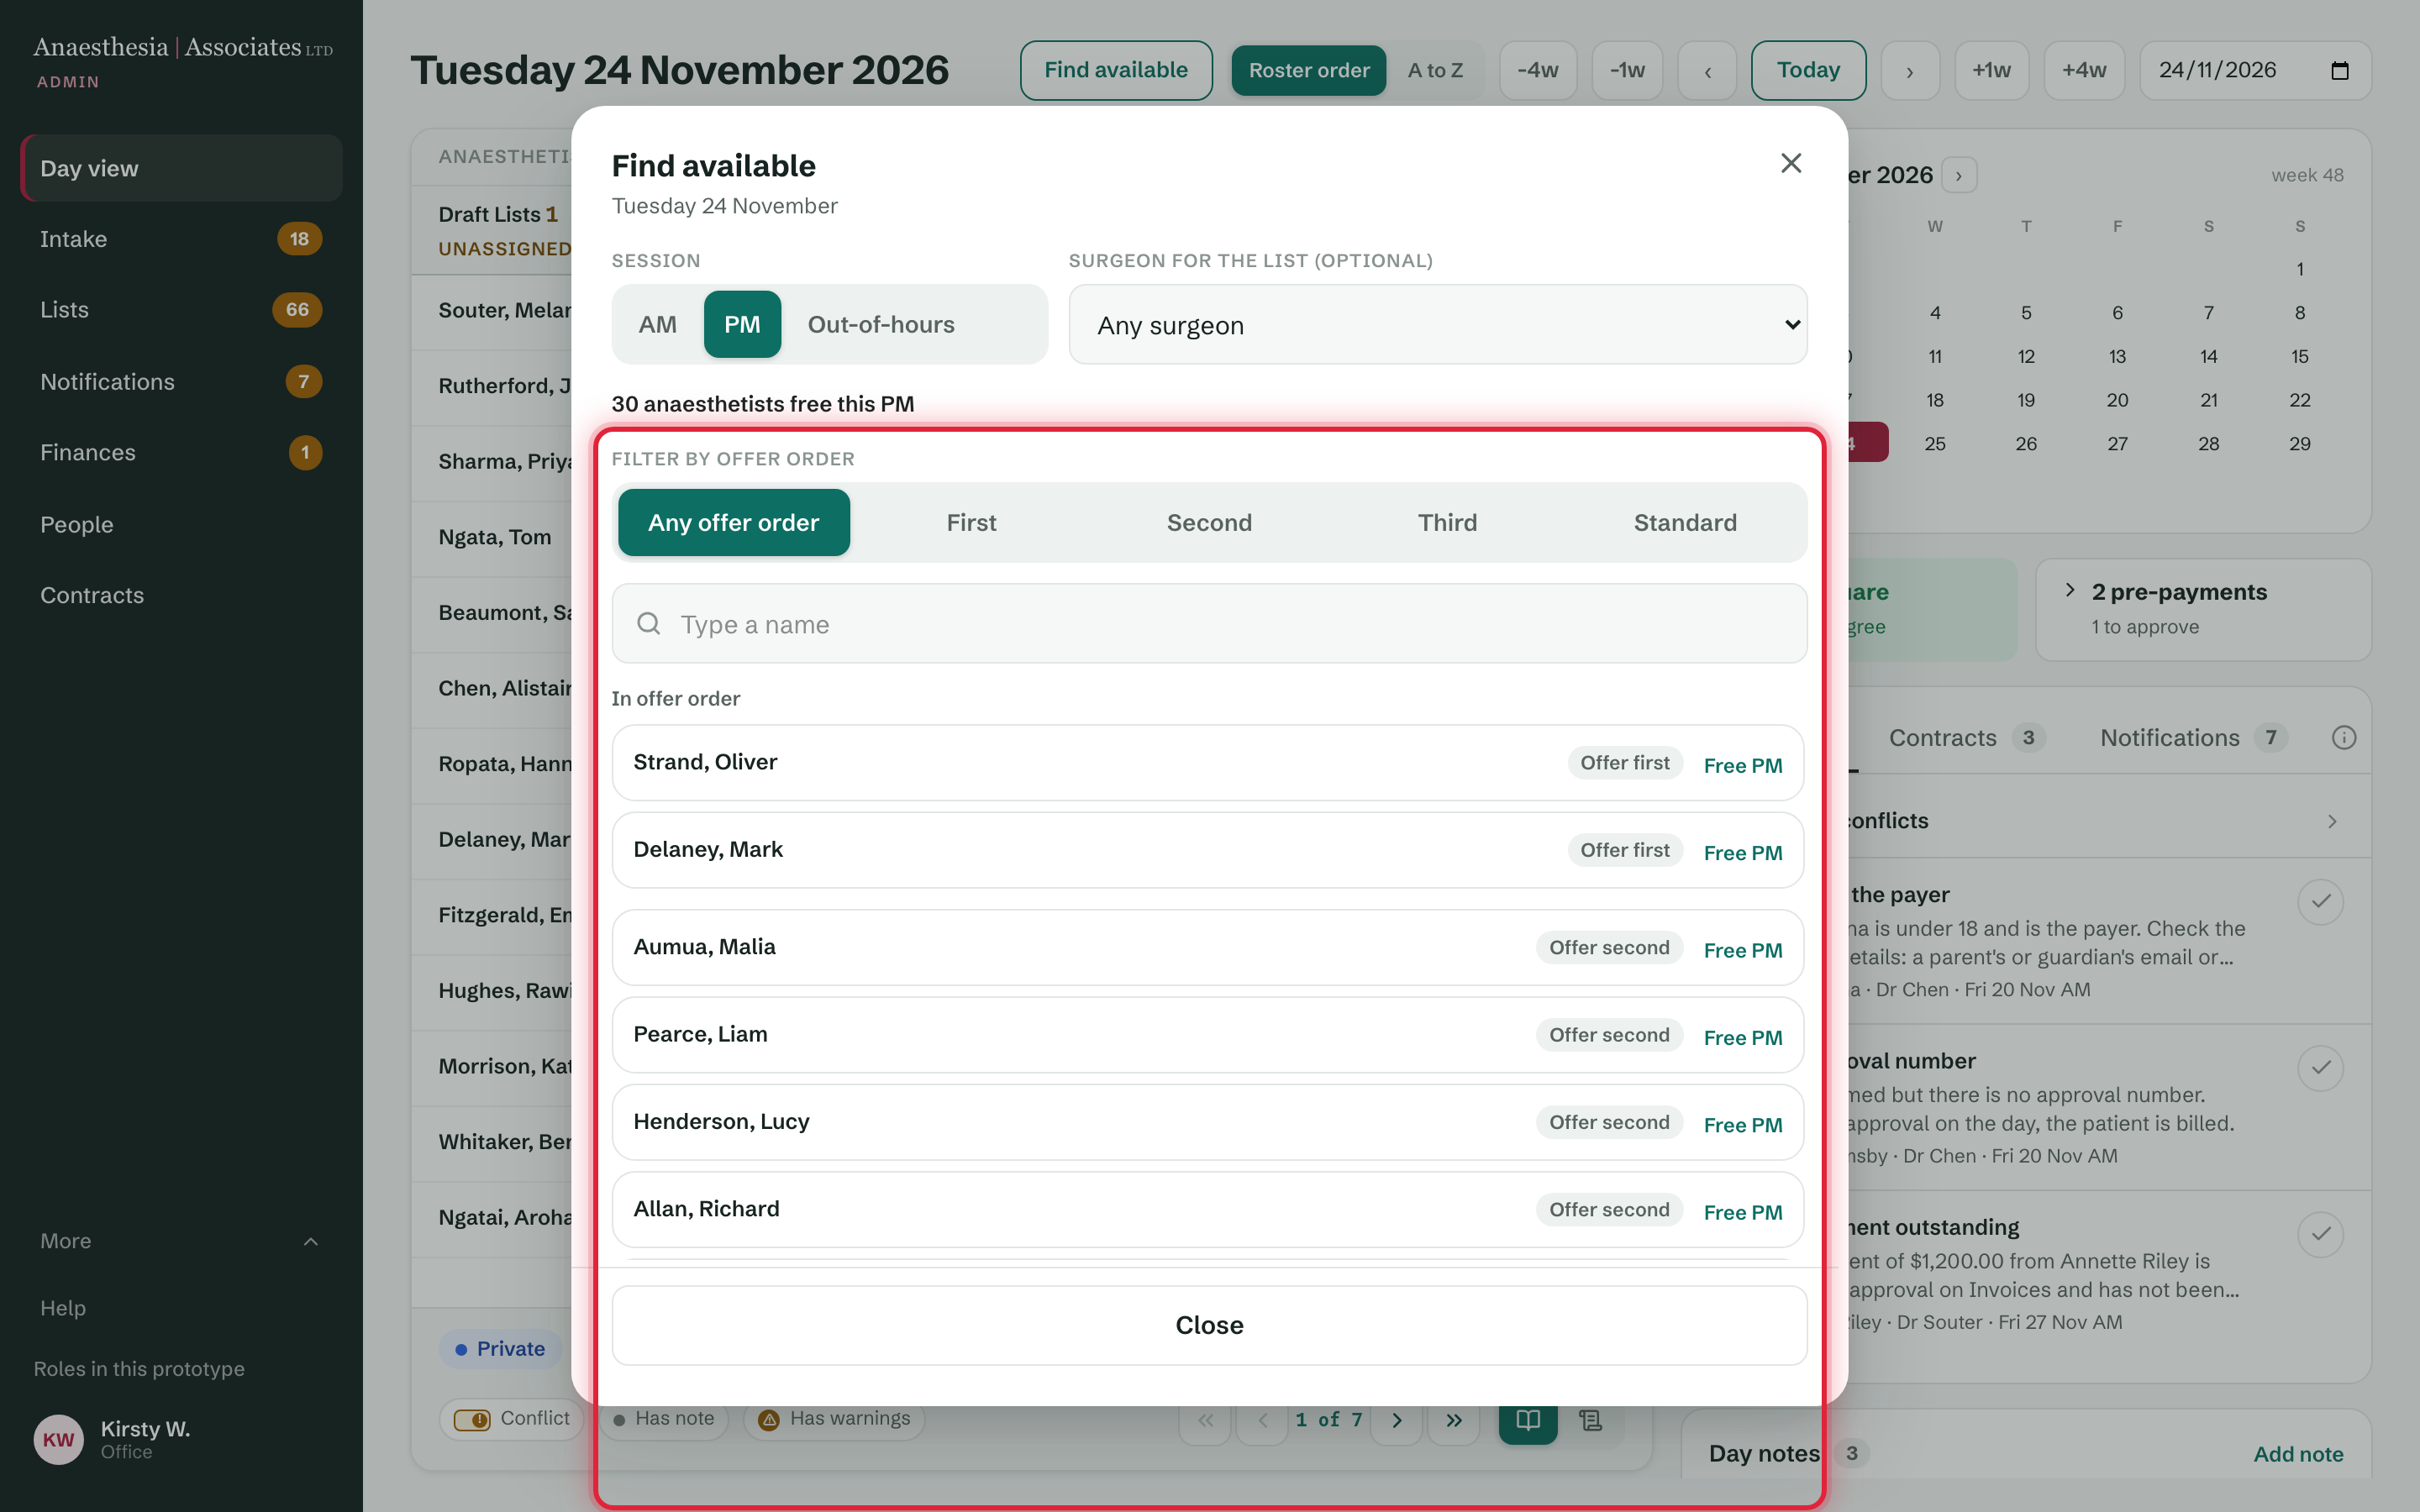 Anaesthesia | Associates LTD
ADMIN
Day view
Intake 18
Lists 66
Notifications 7
Finances 1
People
Contracts
More
Help
Roles in this prototype
KW
Kirsty W.
Office
Tuesday 24 November 2026
Find available
Roster order
A to Z
-4w
-1w
‹
Today
›
+1w
+4w
24/11/2026
Draft Lists 1
UNASSIGNED
Souter,
Rutherford,
Sharma,
Ngata, Tom
Beaumont,
Chen, Alistair
Ropata,
Delaney,
Fitzgerald,
Hughes,
Morrison,
Whitaker,
Ngatai, Aroha
Private
Conflict
Has note
Has warnings
1 of 7
Find available
Tuesday 24 November
SESSION
AM
PM
Out-of-hours
SURGEON FOR THE LIST (OPTIONAL)
Any surgeon
30 anaesthetists free this PM
FILTER BY OFFER ORDER
Any offer order
First
Second
Third
Standard
Type a name
In offer order
Strand, Oliver Offer first Free PM
Delaney, Mark Offer first Free PM
Aumua, Malia Offer second Free PM
Pearce, Liam Offer second Free PM
Henderson, Lucy Offer second Free PM
Allan, Richard Offer second Free PM
Close
2026 ›
week 48
W T F S S
1
4 5 6 7 8
11 12 13 14 15
18 19 20 21 22
25 26 27 28 29
2 pre-payments
1 to approve
Contracts 3
Notifications 7
conflicts
the payer
is under 18 and is the payer. Check the
details: a parent's or guardian's email or...
· Dr Chen · Fri 20 Nov AM
number
but there is no approval number.
approval on the day, the patient is billed.
· Dr Chen · Fri 20 Nov AM
outstanding
of $1,200.00 from Annette Riley is
approval on Invoices and has not been...
Riley · Dr Souter · Fri 27 Nov AM
Day notes 3
Add note